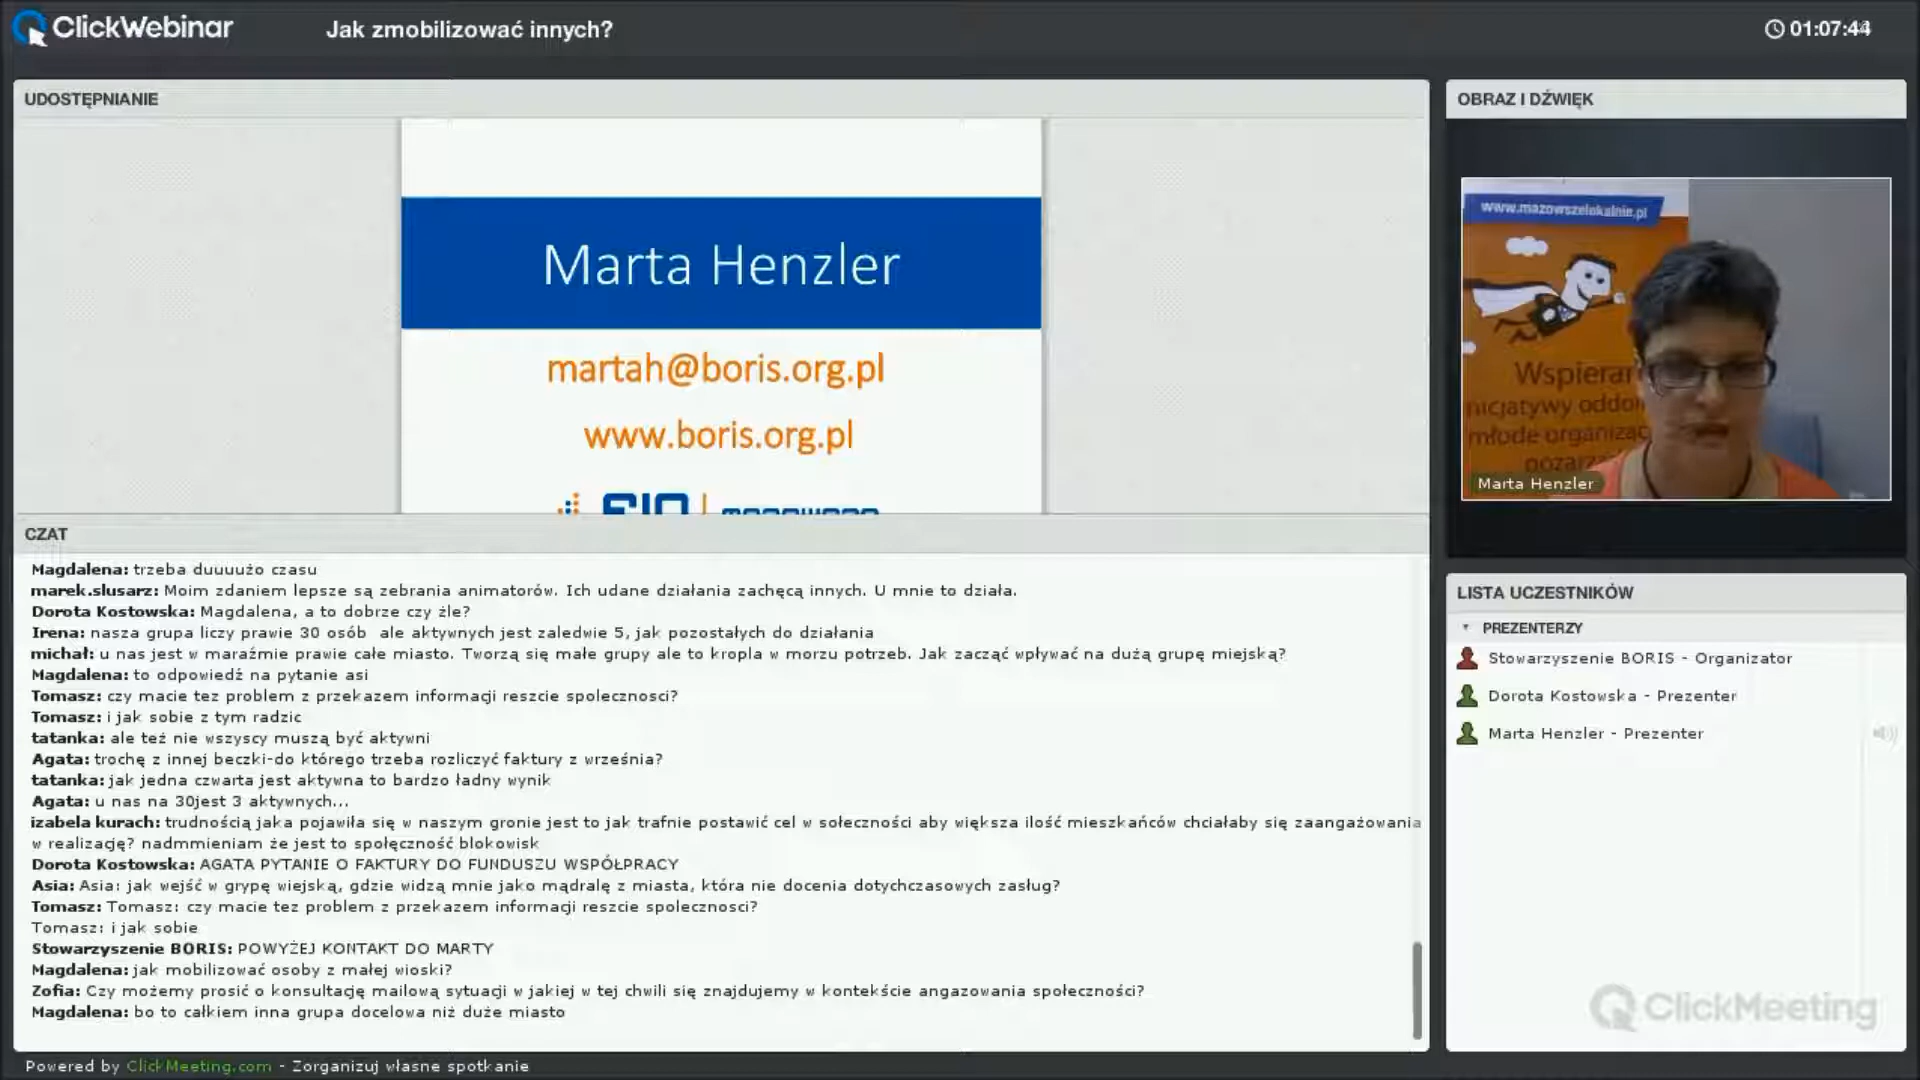 ClickWebinar
Jak zmobilizować innych?
01:07:44
UDOSTĘPNIANIE
Marta Henzler
martah@boris.org.pl
www.boris.org.pl
FIO
OBRAZ I DŹWIĘK
www.mazowszelokalnie.pl
Wspieram
nicjatywy oddol
młode organizac
pozarzą
Marta Henzler
CZAT
Magdalena: trzeba duuuużo czasu
marek.slusarz: Moim zdaniem lepsze są zebrania animatorów. Ich udane działania zachęcą innych. U mnie to działa.
Dorota Kostowska: Magdalena, a to dobrze czy źle?
Irena: nasza grupa liczy prawie 30 osób ale aktywnych jest zaledwie 5, jak pozostałych do działania
michał: u nas jest w maraźmie prawie całe miasto. Tworzą się małe grupy ale to kropla w morzu potrzeb. Jak zacząć wpływać na dużą grupę miejską?
Magdalena: to odpowiedź na pytanie asi
Tomasz: czy macie tez problem z przekazem informacji reszcie spolecznosci?
Tomasz: i jak sobie z tym radzic
tatanka: ale też nie wszyscy muszą być aktywni
Agata: trochę z innej beczki-do którego trzeba rozliczyć faktury z września?
tatanka: jak jedna czwarta jest aktywna to bardzo ładny wynik
Agata: u nas na 30jest 3 aktywnych...
izabela kurach: trudnością jaka pojawiła się w naszym gronie jest to jak trafnie postawić cel w sołeczności aby większa ilość mieszkańców chciałaby się zaangażowania
w realizację? nadmmieniam że jest to społęczność blokowisk
Dorota Kostowska: AGATA PYTANIE O FAKTURY DO FUNDUSZU WSPÓŁPRACY
Asia: Asia: jak wejść w grypę wiejską, gdzie widzą mnie jako mądralę z miasta, która nie docenia dotychczasowych zasług?
Tomasz: Tomasz: czy macie tez problem z przekazem informacji reszcie spolecznosci?
Tomasz: i jak sobie
Stowarzyszenie BORIS: POWYŻEJ KONTAKT DO MARTY
Magdalena: jak mobilizować osoby z małej wioski?
Zofia: Czy możemy prosić o konsultację mailową sytuacji w jakiej w tej chwili się znajdujemy w kontekście angazowania społeczności?
Magdalena: bo to całkiem inna grupa docelowa niż duże miasto
LISTA UCZESTNIKÓW
PREZENTERZY
Stowarzyszenie BORIS - Organizator
Dorota Kostowska - Prezenter
Marta Henzler - Prezenter
ClickMeeting
Powered by ClickMeeting.com - Zorganizuj własne spotkanie